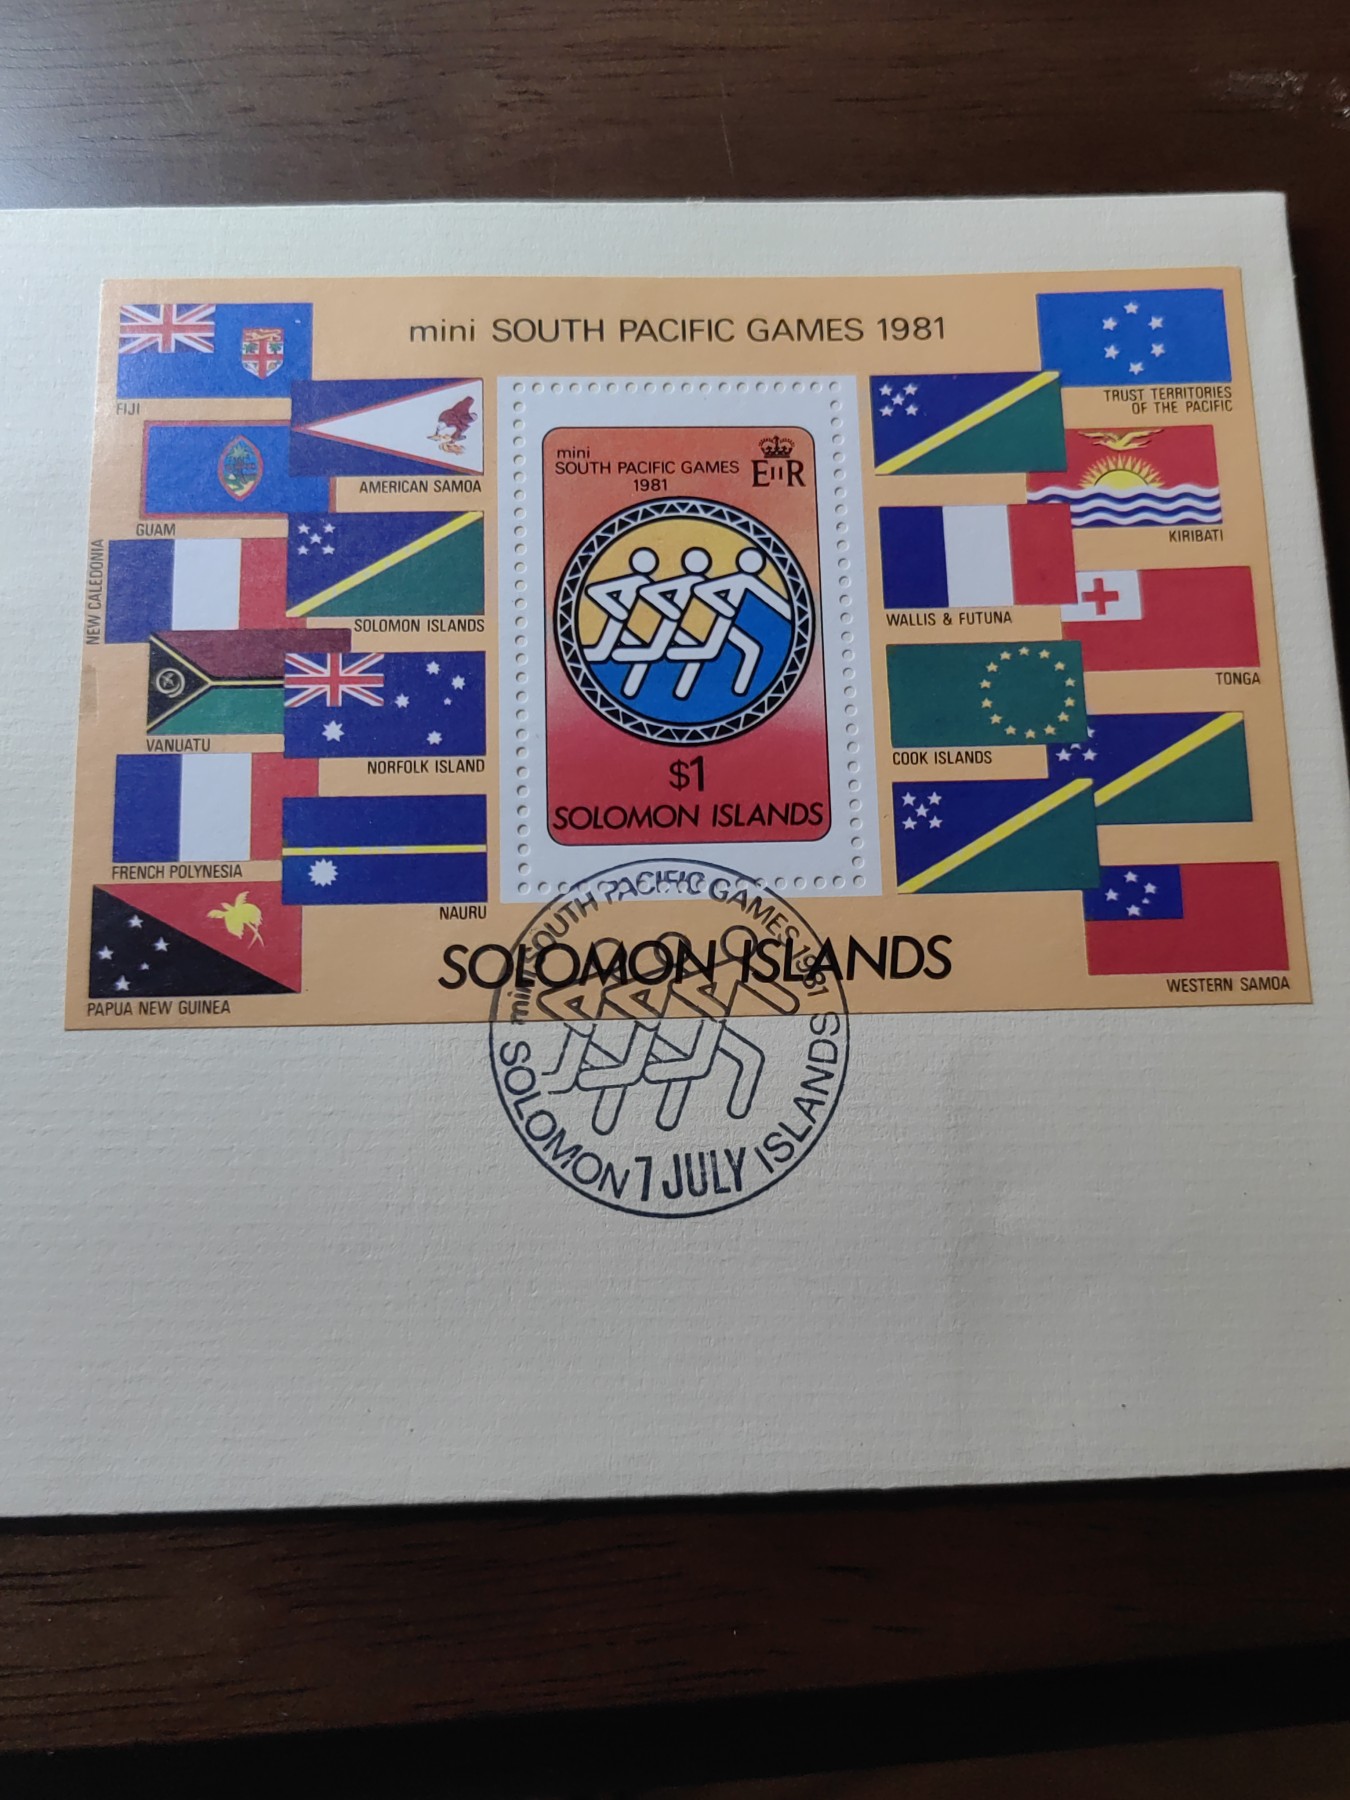 mini SOUTH PACIFIC GAMES 1981
FIJI
AMERICAN SAMOA
GUAM
NEW CALEDONIA
SOLOMON ISLANDS
VANUATU
NORFOLK ISLAND
FRENCH POLYNESIA
NAURU
PAPUA NEW GUINEA
mini
SOUTH PACIFIC GAMES
1981
EIIR
$1
SOLOMON ISLANDS
TRUST TERRITORIES
OF THE PACIFIC
KIRIBATI
WALLIS & FUTUNA
TONGA
COOK ISLANDS
WESTERN SAMOA
SOLOMON ISLANDS
mini SOUTH PACIFIC GAMES 1981
SOLOMON ISLANDS
7 JULY